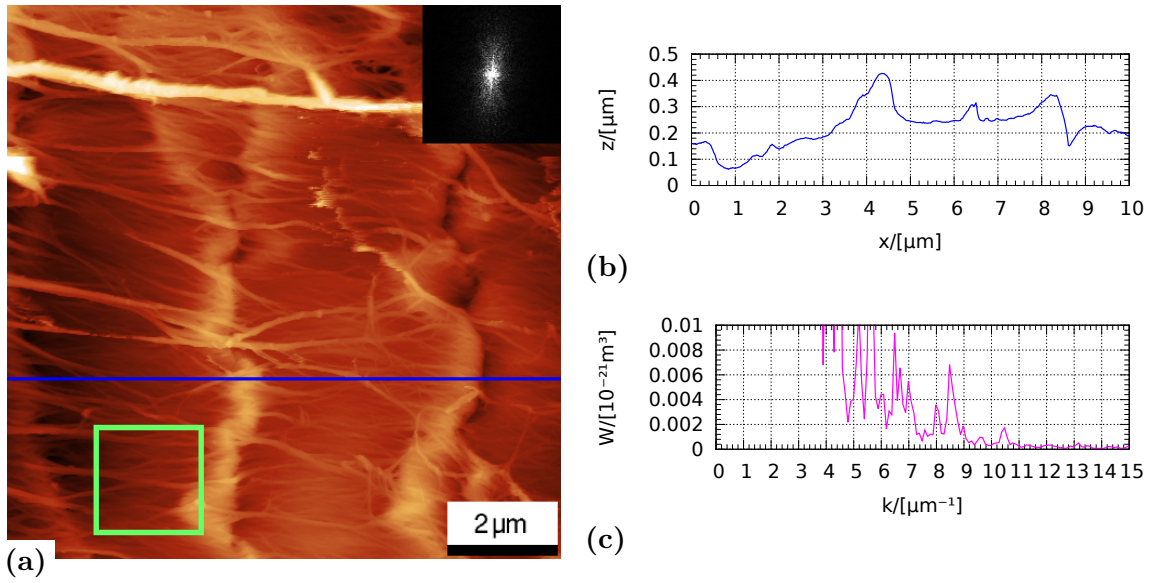 (a)
2 µm
0.5
0.4
0.3
0.2
0.1
0
z/[µm]
0 1 2 3 4 5 6 7 8 9 10
x/[µm]
(b)
0.01
0.008
0.006
0.004
0.002
0
W/[10⁻²¹m³]
0 1 2 3 4 5 6 7 8 9 10 11 12 13 14 15
k/[µm⁻¹]
(c)